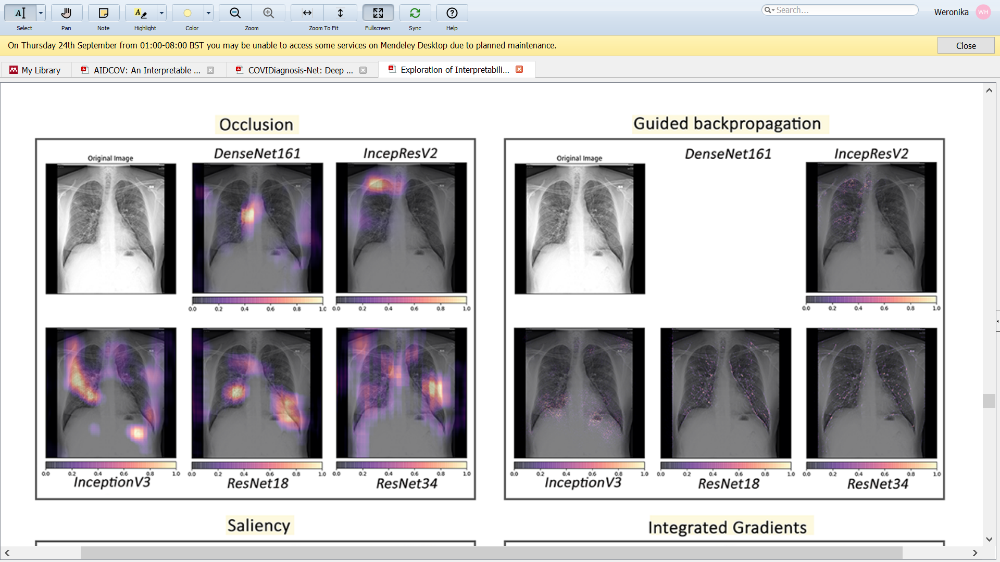 Select
Pan
Note
Highlight
Color
Zoom
Zoom To Fit
Fullscreen
Sync
Help
Search...
Weronika
WH
On Thursday 24th September from 01:00-08:00 BST you may be unable to access some services on Mendeley Desktop due to planned maintenance.
Close
My Library
AIDCOV: An Interpretable ...
COVIDiagnosis-Net: Deep ...
Exploration of Interpretabili...
Occlusion
Original Image
DenseNet161
IncepResV2
0.0 0.2 0.4 0.6 0.8 1.0
0.0 0.2 0.4 0.6 0.8 1.0
0.0 0.2 0.4 0.6 0.8 1.0
0.0 0.2 0.4 0.6 0.8 1.0
0.0 0.2 0.4 0.6 0.8 1.0
InceptionV3
ResNet18
ResNet34
Guided backpropagation
Original Image
DenseNet161
IncepResV2
0.0 0.2 0.4 0.6 0.8 1.0
0.0 0.2 0.4 0.6 0.8 1.0
0.0 0.2 0.4 0.6 0.8 1.0
0.0 0.2 0.4 0.6 0.8 1.0
InceptionV3
ResNet18
ResNet34
Saliency
Integrated Gradients